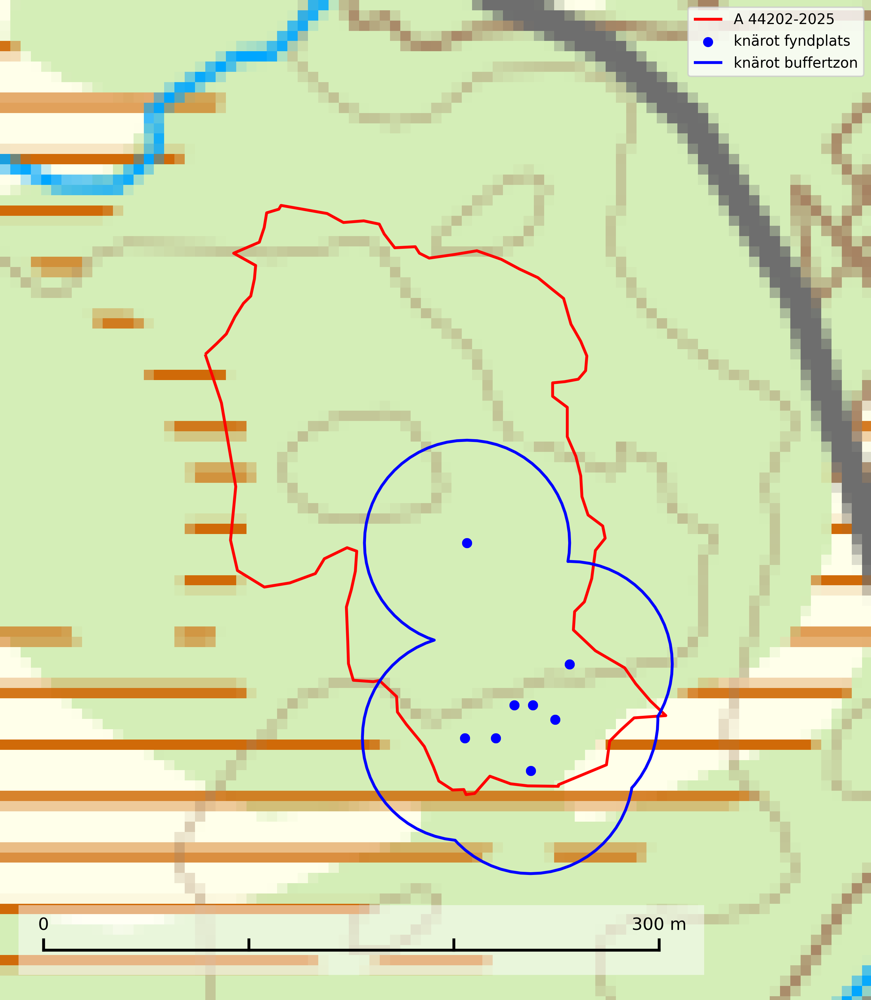 A 44202-2025
knärot fyndplats
knärot buffertzon
0 300 m